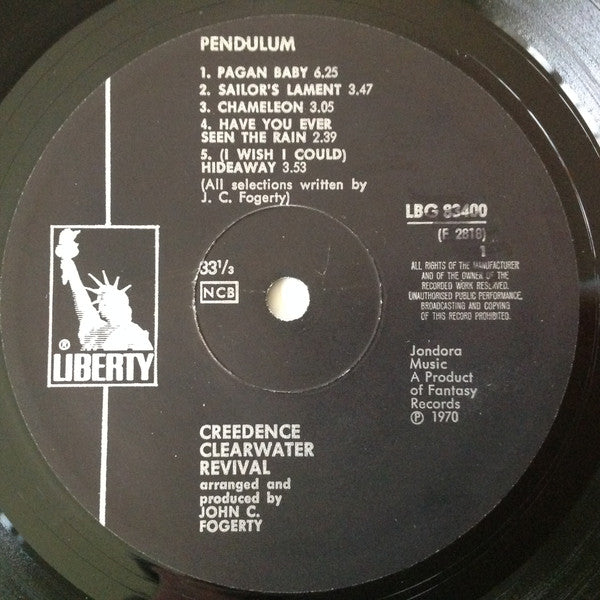 PENDULUM
1. PAGAN BABY 6.25
2. SAILOR'S LAMENT 3.47
3. CHAMELEON 3.05
4. HAVE YOU EVER
SEEN THE RAIN 2.39
5. (I WISH I COULD)
HIDEAWAY 3.53
(All selections written by
J. C. Fogerty)
LBG 83400
(F 2818)
1
ALL RIGHTS OF THE MANUFACTURER
AND OF THE OWNER OF THE
RECORDED WORK RESERVED.
UNAUTHORISED PUBLIC PERFORMANCE,
BROADCASTING AND COPYING
OF THIS RECORD PROHIBITED.
33 1/3
NCB
® LIBERTY
Jondora
Music
A Product
of Fantasy
Records
℗ 1970
CREEDENCE
CLEARWATER
REVIVAL
arranged and
produced by
JOHN C.
FOGERTY